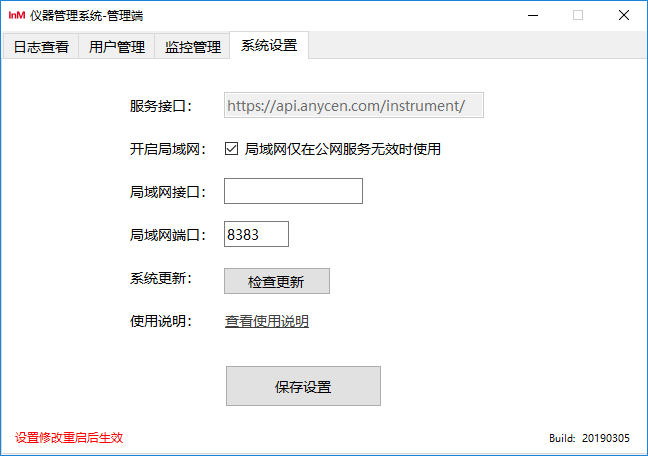 InM 仪器管理系统-管理端
日志查看 用户管理 监控管理 系统设置
服务接口： https://api.anycen.com/instrument/
开启局域网： 局域网仅在公网服务无效时使用
局域网接口：
局域网端口： 8383
系统更新： 检查更新
使用说明： 查看使用说明
保存设置
设置修改重启后生效 Build: 20190305